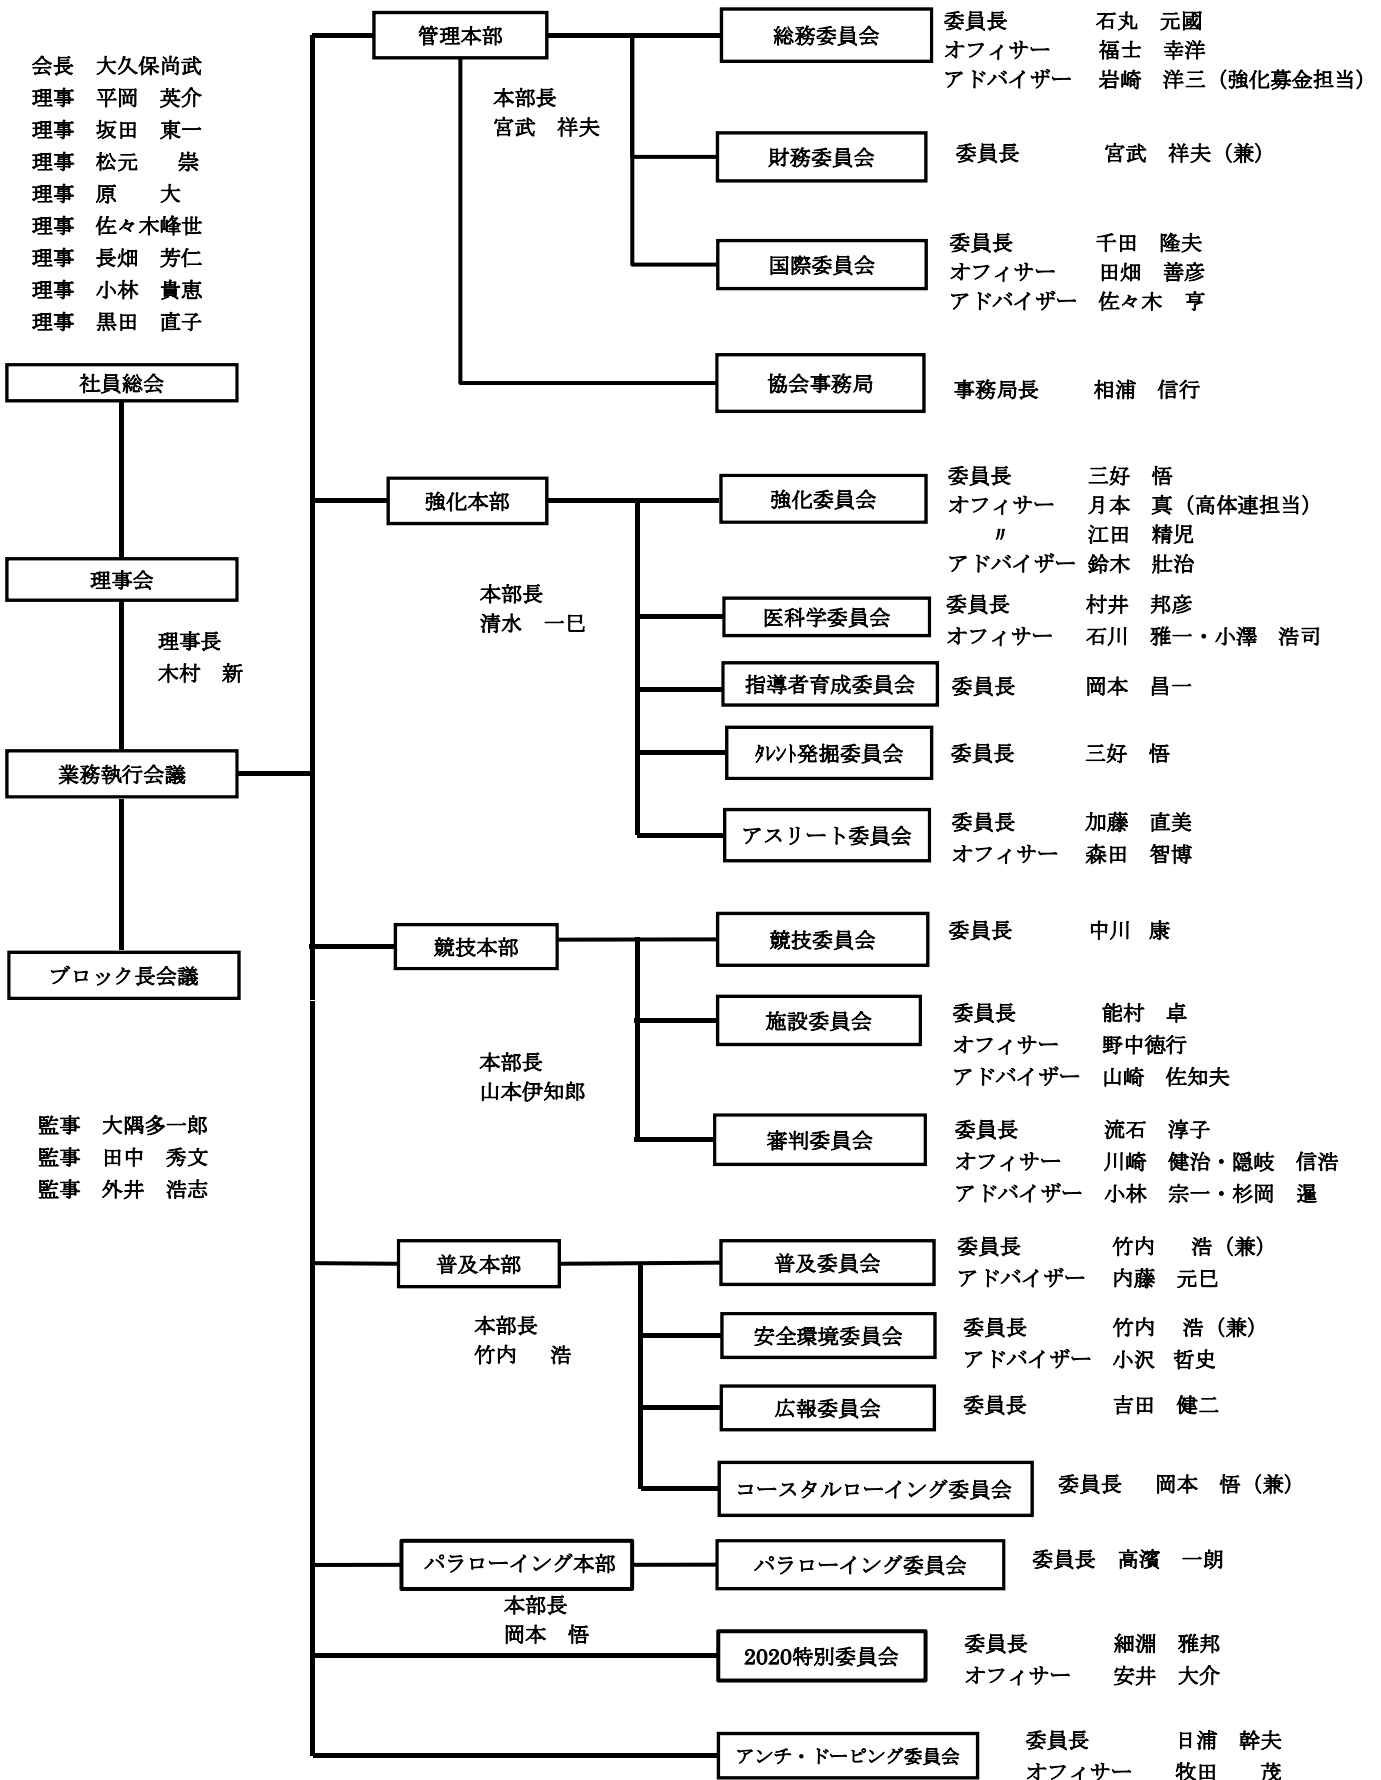 会長　大久保尚武
理事　平岡　英介
理事　坂田　東一
理事　松元　　崇
理事　原　　大
理事　佐々木峰世
理事　長畑　芳仁
理事　小林　貴恵
理事　黒田　直子
社員総会
理事会
理事長
木村　新
業務執行会議
ブロック長会議
監事　大隅多一郎
監事　田中　秀文
監事　外井　浩志
管理本部
本部長
宮武　祥夫
総務委員会
委員長　石丸　元國
オフィサー　福士　幸洋
アドバイザー　岩崎　洋三（強化募金担当）
財務委員会
委員長　宮武　祥夫（兼）
国際委員会
委員長　千田　隆夫
オフィサー　田畑　善彦
アドバイザー　佐々木　亨
協会事務局
事務局長　相浦　信行
強化本部
本部長
清水　一巳
強化委員会
委員長　三好　悟
オフィサー　月本　真（高体連担当）
〃　江田　精児
アドバイザー　鈴木　壯治
医科学委員会
委員長　村井　邦彦
オフィサー　石川　雅一・小澤　浩司
指導者育成委員会
委員長　岡本　昌一
ﾀﾚﾝﾄ発掘委員会
委員長　三好　悟
アスリート委員会
委員長　加藤　直美
オフィサー　森田　智博
競技本部
本部長
山本伊知郎
競技委員会
委員長　中川　康
施設委員会
委員長　能村　卓
オフィサー　野中徳行
アドバイザー　山崎　佐知夫
審判委員会
委員長　流石　淳子
オフィサー　川崎　健治・隠岐　信浩
アドバイザー　小林　宗一・杉岡　暹
普及本部
本部長
竹内　浩
普及委員会
委員長　竹内　浩（兼）
アドバイザー　内藤　元巳
安全環境委員会
委員長　竹内　浩（兼）
アドバイザー　小沢　哲史
広報委員会
委員長　吉田　健二
コースタルローイング委員会
委員長　岡本　悟（兼）
パラローイング本部
本部長
岡本　悟
パラローイング委員会
委員長　高濱　一朗
2020特別委員会
委員長　細淵　雅邦
オフィサー　安井　大介
アンチ・ドーピング委員会
委員長　日浦　幹夫
オフィサー　牧田　茂